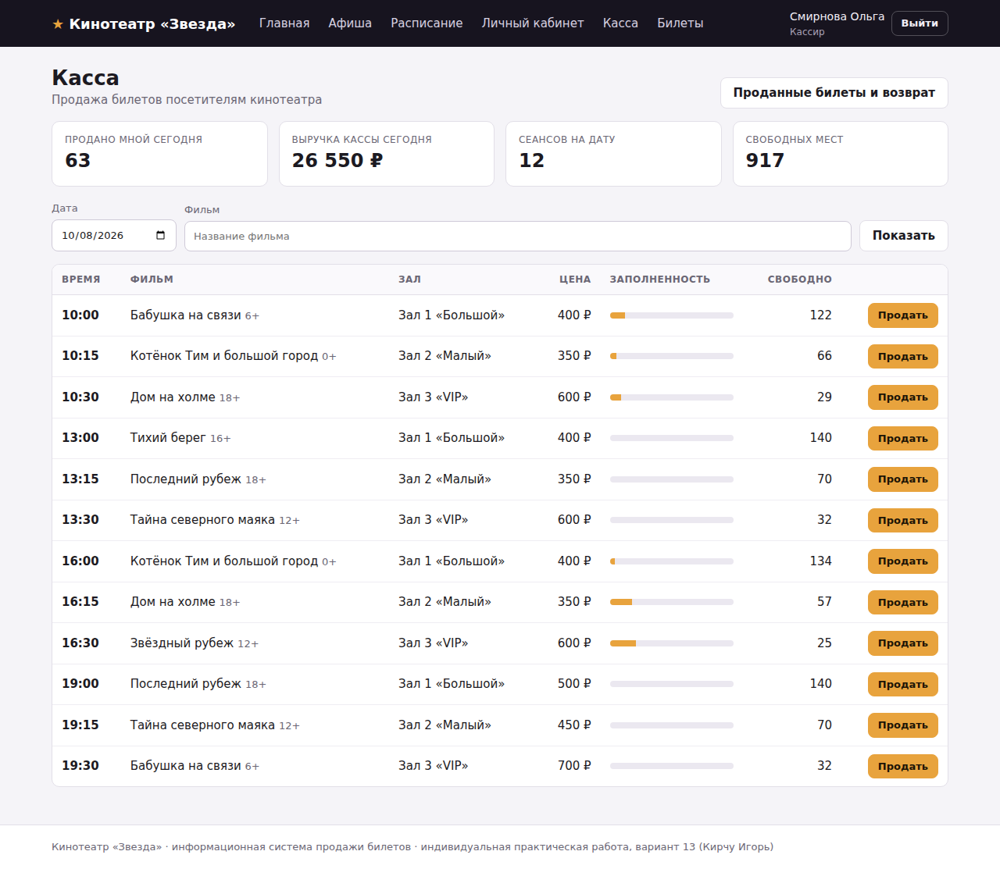 ★ Кинотеатр «Звезда» Главная Афиша Расписание Личный кабинет Касса Билеты Смирнова Ольга Кассир Выйти
Касса
Продажа билетов посетителям кинотеатра
Проданные билеты и возврат
ПРОДАНО МНОЙ СЕГОДНЯ
63
ВЫРУЧКА КАССЫ СЕГОДНЯ
26 550 ₽
СЕАНСОВ НА ДАТУ
12
СВОБОДНЫХ МЕСТ
917
Дата
10/08/2026
Фильм
Название фильма
Показать
ВРЕМЯ ФИЛЬМ ЗАЛ ЦЕНА ЗАПОЛНЕННОСТЬ СВОБОДНО
10:00 Бабушка на связи 6+ Зал 1 «Большой» 400 ₽ 122 Продать
10:15 Котёнок Тим и большой город 0+ Зал 2 «Малый» 350 ₽ 66 Продать
10:30 Дом на холме 18+ Зал 3 «VIP» 600 ₽ 29 Продать
13:00 Тихий берег 16+ Зал 1 «Большой» 400 ₽ 140 Продать
13:15 Последний рубеж 18+ Зал 2 «Малый» 350 ₽ 70 Продать
13:30 Тайна северного маяка 12+ Зал 3 «VIP» 600 ₽ 32 Продать
16:00 Котёнок Тим и большой город 0+ Зал 1 «Большой» 400 ₽ 134 Продать
16:15 Дом на холме 18+ Зал 2 «Малый» 350 ₽ 57 Продать
16:30 Звёздный рубеж 12+ Зал 3 «VIP» 600 ₽ 25 Продать
19:00 Последний рубеж 18+ Зал 1 «Большой» 500 ₽ 140 Продать
19:15 Тайна северного маяка 12+ Зал 2 «Малый» 450 ₽ 70 Продать
19:30 Бабушка на связи 6+ Зал 3 «VIP» 700 ₽ 32 Продать
Кинотеатр «Звезда» · информационная система продажи билетов · индивидуальная практическая работа, вариант 13 (Кирчу Игорь)